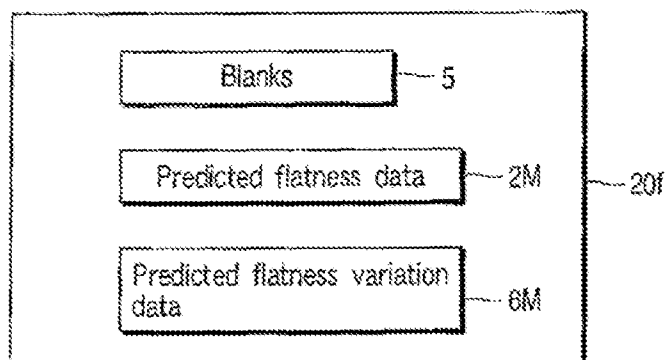 Blanks
5
Predicted flatness data
2M
20f
Predicted flatness variation
data
6M